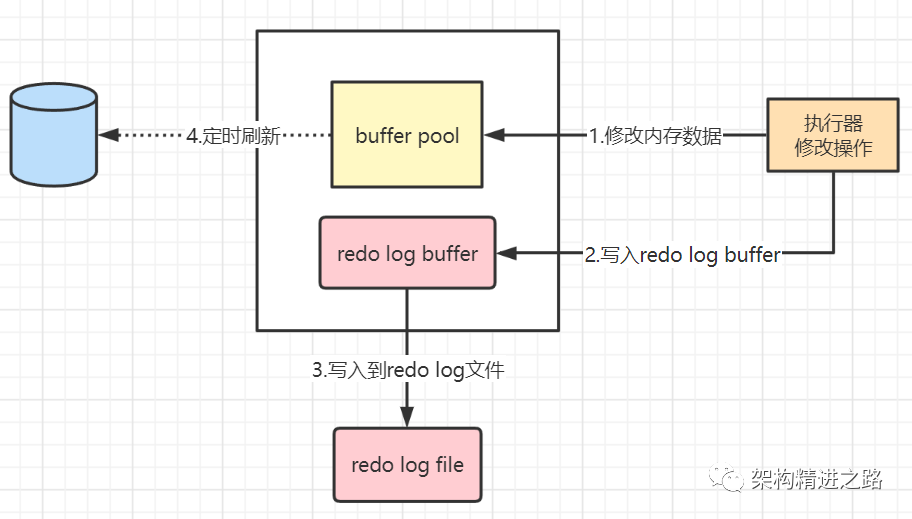 4.定时刷新
buffer pool
1.修改内存数据
执行器
修改操作
redo log buffer
2.写入redo log buffer
3.写入到redo log文件
redo log file
架构精进之路